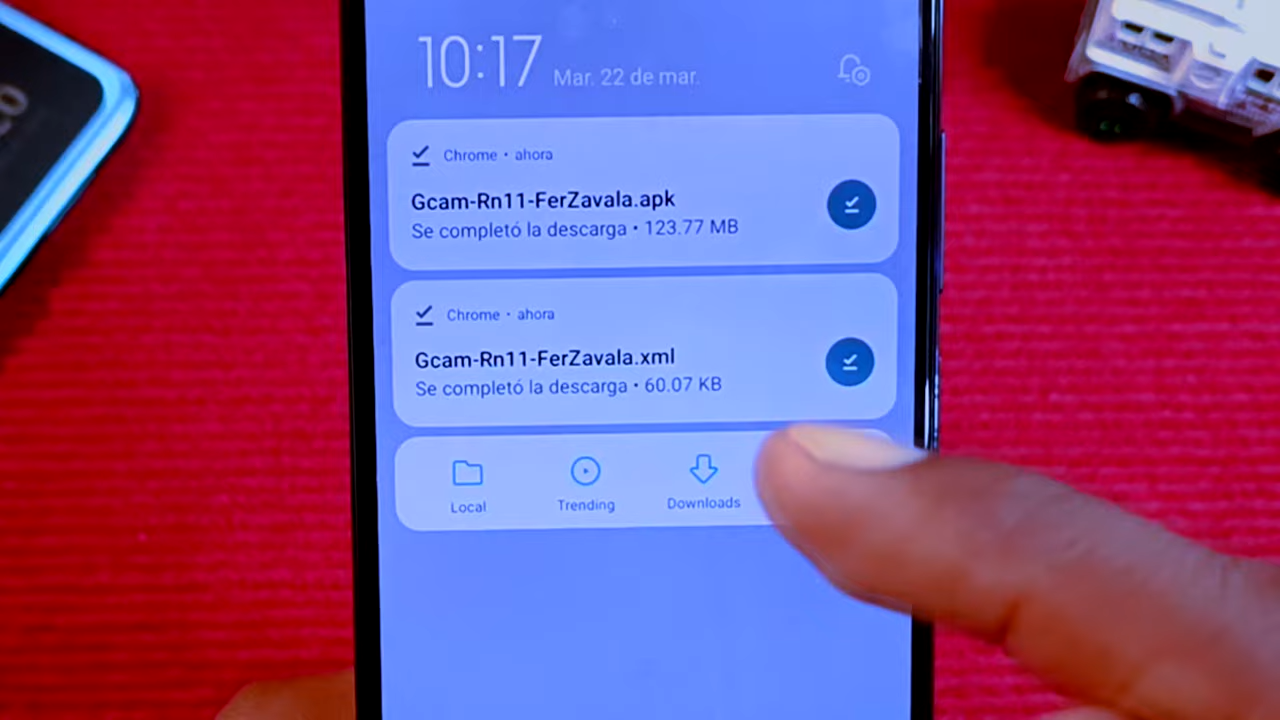 10:17 Mar. 22 de mar.
Chrome • ahora
Gcam-Rn11-FerZavala.apk
Se completó la descarga • 123.77 MB
Chrome • ahora
Gcam-Rn11-FerZavala.xml
Se completó la descarga • 60.07 KB
Local Trending Downloads